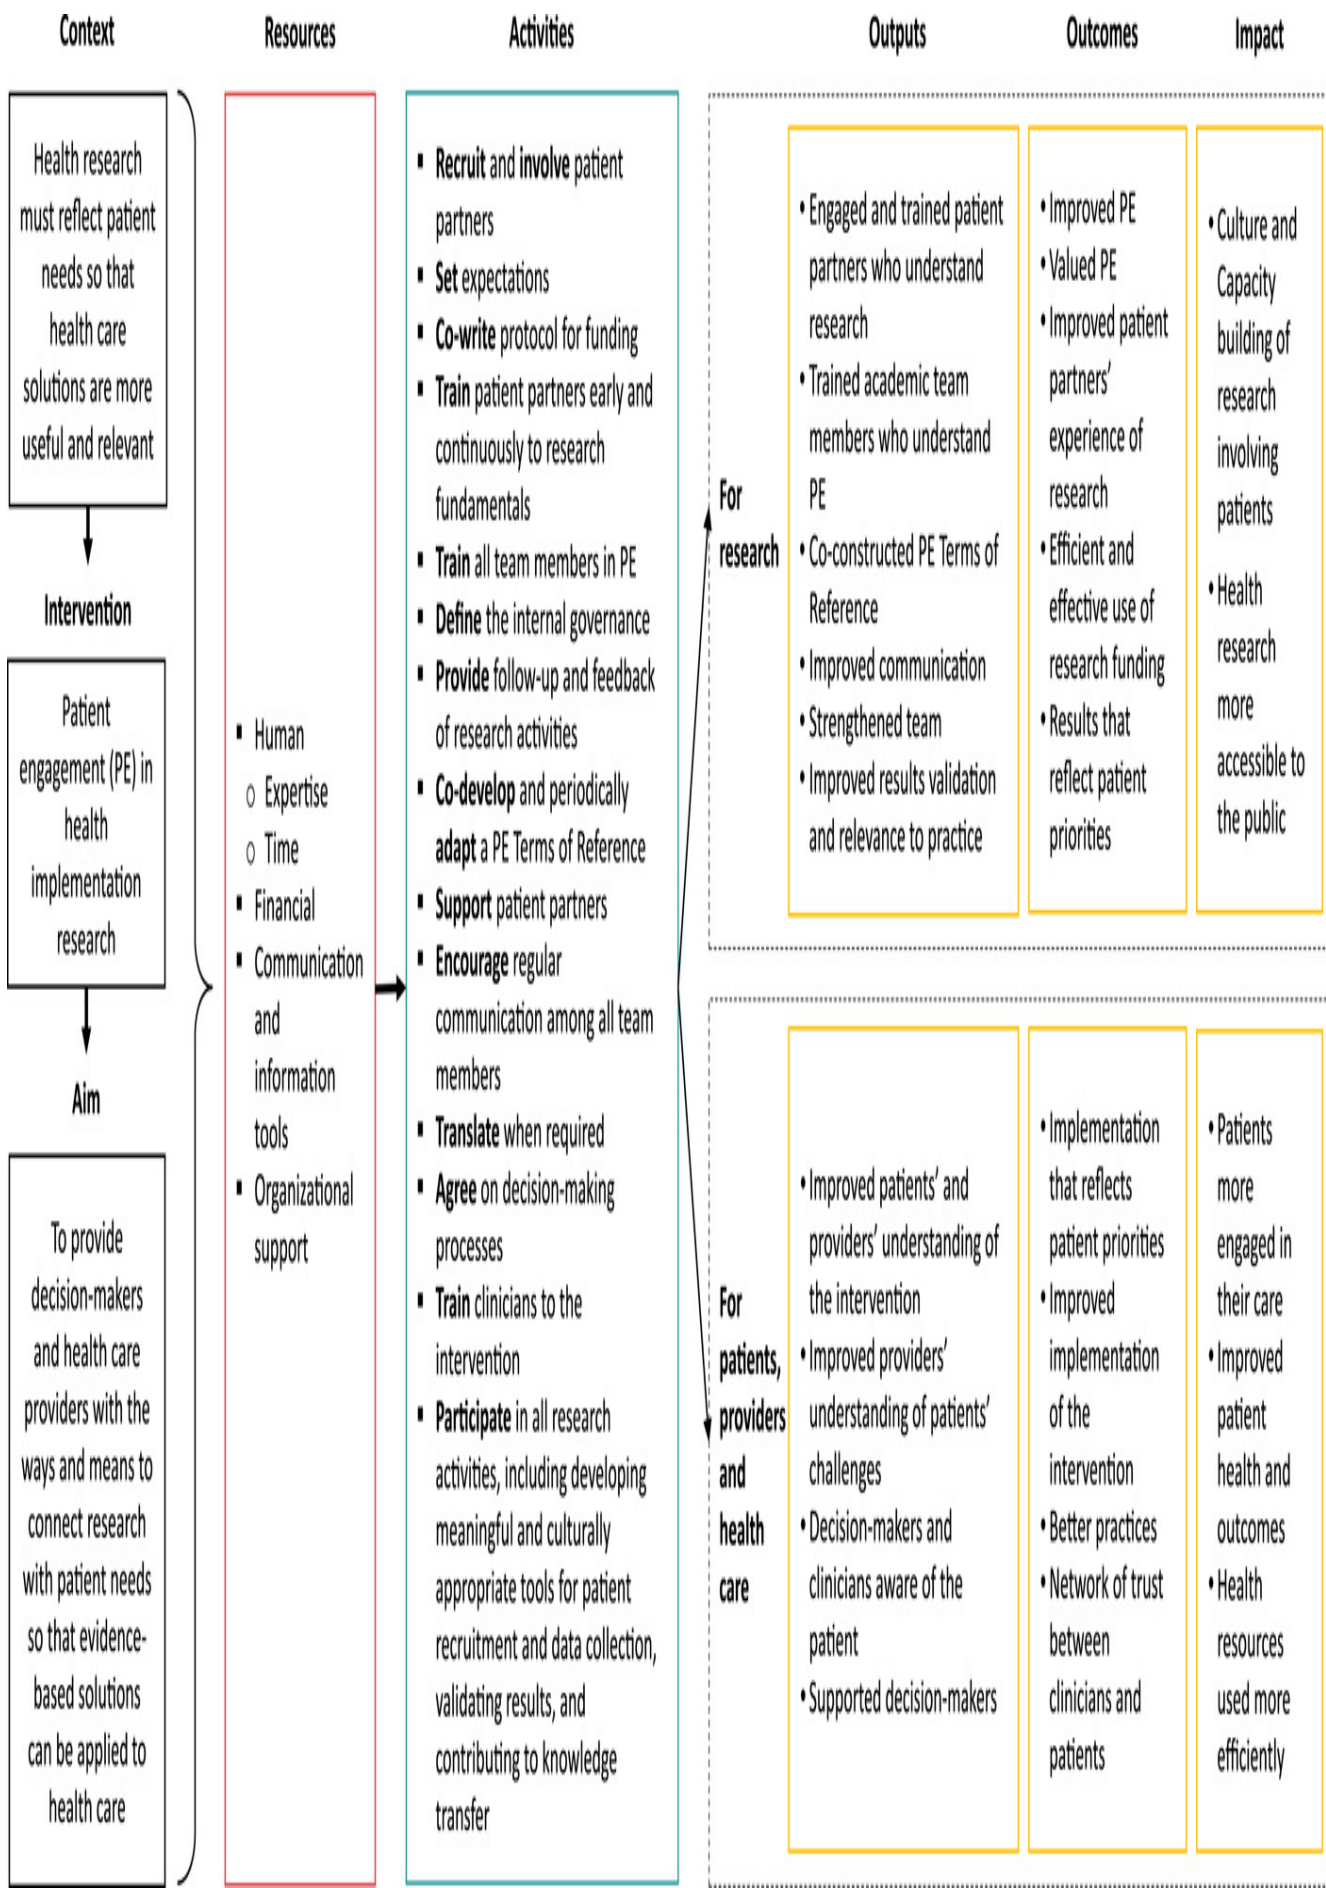 Context
Resources
Activities
Outputs
Outcomes
Impact
Health research
must reflect patient
needs so that
health care
solutions are more
useful and relevant
Intervention
Patient
engagement (PE) in
health
implementation
research
Aim
To provide
decision-makers
and health care
providers with the
ways and means to
connect research
with patient needs
so that evidence-
based solutions
can be applied to
health care
▪ Human
○ Expertise
○ Time
▪ Financial
▪ Communication
and
information
tools
▪ Organizational
support
▪ Recruit and involve patient
partners
▪ Set expectations
▪ Co-write protocol for funding
▪ Train patient partners early and
continuously to research
fundamentals
▪ Train all team members in PE
▪ Define the internal governance
▪ Provide follow-up and feedback
of research activities
▪ Co-develop and periodically
adapt a PE Terms of Reference
▪ Support patient partners
▪ Encourage regular
communication among all team
members
▪ Translate when required
▪ Agree on decision-making
processes
▪ Train clinicians to the
intervention
▪ Participate in all research
activities, including developing
meaningful and culturally
appropriate tools for patient
recruitment and data collection,
validating results, and
contributing to knowledge
transfer
For
research
• Engaged and trained patient
partners who understand
research
• Trained academic team
members who understand
PE
• Co-constructed PE Terms of
Reference
• Improved communication
• Strengthened team
• Improved results validation
and relevance to practice
• Improved PE
• Valued PE
• Improved patient
partners’
experience of
research
• Efficient and
effective use of
research funding
• Results that
reflect patient
priorities
• Culture and
Capacity
building of
research
involving
patients
• Health
research
more
accessible to
the public
For
patients,
providers
and
health
care
• Improved patients’ and
providers’ understanding of
the intervention
• Improved providers’
understanding of patients’
challenges
• Decision-makers and
clinicians aware of the
patient
• Supported decision-makers
• Implementation
that reflects
patient priorities
• Improved
implementation
of the
intervention
• Better practices
• Network of trust
between
clinicians and
patients
• Patients
more
engaged in
their care
• Improved
patient
health and
outcomes
• Health
resources
used more
efficiently